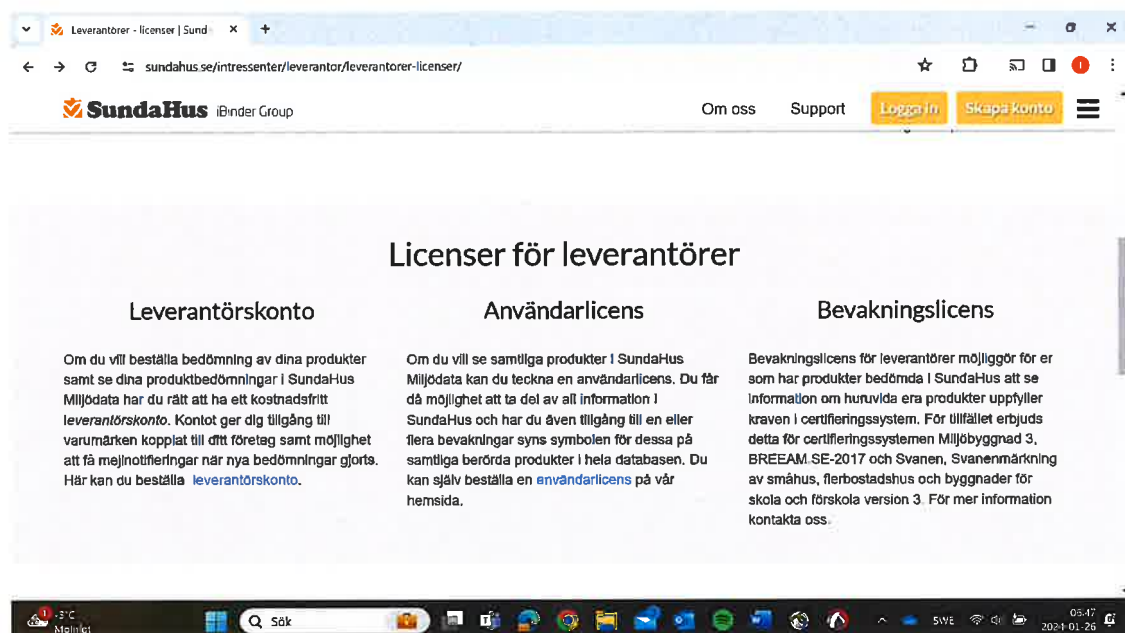 Leverantörer - licenser | Sund
sundahus.se/intressenter/leverantor/leverantorer-licenser/
SundaHus iBinder Group
Om oss
Support
Logga in
Skapa konto
Licenser för leverantörer
Leverantörskonto
Om du vill beställa bedömning av dina produkter
samt se dina produktbedömningar i SundaHus
Miljödata har du rätt att ha ett kostnadsfritt
leverantörskonto. Kontot ger dig tillgång till
varumärken kopplat till ditt företag samt möjlighet
att få mejlnotifieringar när nya bedömningar gjorts.
Här kan du beställa leverantörskonto.
Användarlicens
Om du vill se samtliga produkter i SundaHus
Miljödata kan du teckna en användarlicens. Du får
då möjlighet att ta del av all information i
SundaHus och har du även tillgång till en eller
flera bevakningar syns symbolen för dessa på
samtliga berörda produkter i hela databasen. Du
kan själv beställa en användarlicens på vår
hemsida.
Bevakningslicens
Bevakningslicens för leverantörer möjliggör för er
som har produkter bedömda i SundaHus att se
information om huruvida era produkter uppfyller
kraven i certifieringssystem. För tillfället erbjuds
detta för certifieringssystemen Miljöbyggnad 3,
BREEAM SE-2017 och Svanen, Svanenmärkning
av småhus, flerbostadshus och byggnader för
skola och förskola version 3. För mer information
kontakta oss.
1
-3°C
Molnigt
Sök
SWE
05.47
2024-01-26